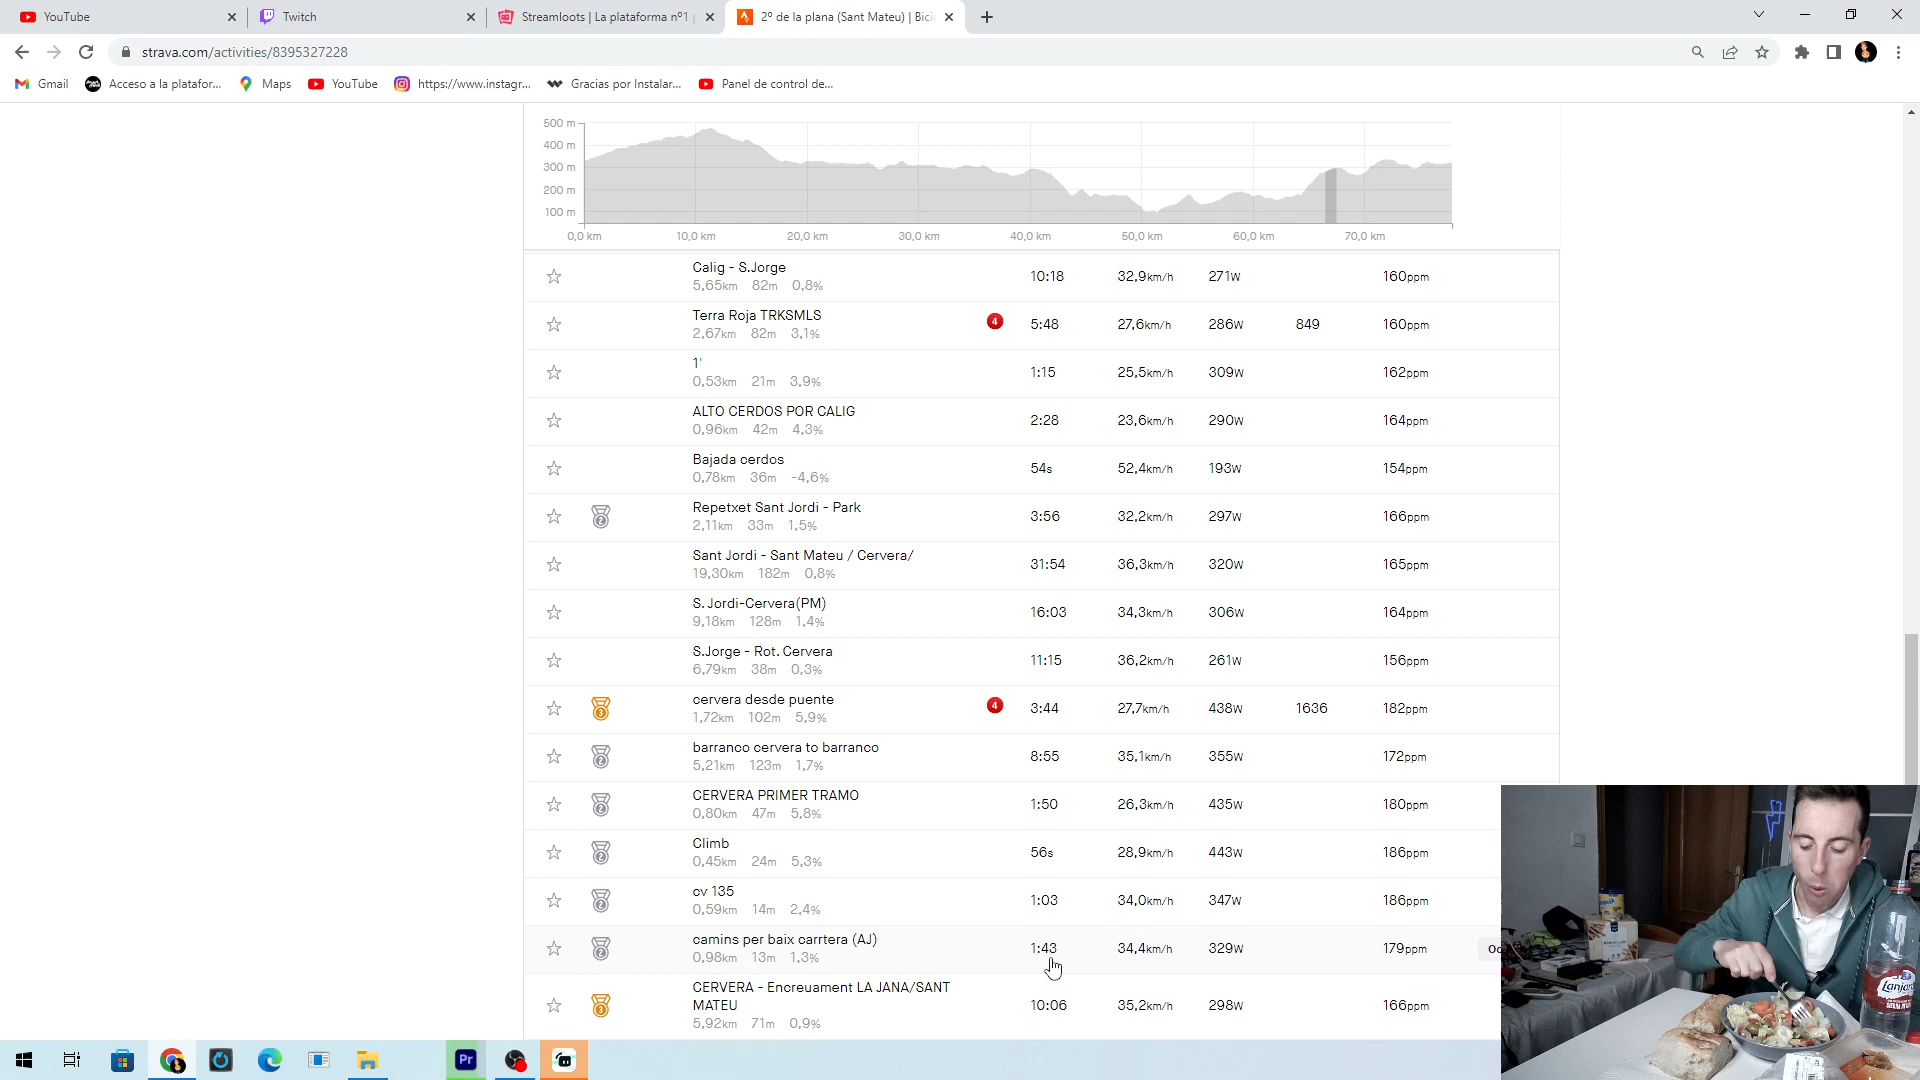 YouTube
Twitch
Streamloots | La plataforma nº1
2º de la plana (Sant Mateu) | Bici
strava.com/activities/8395327228
Gmail
Acceso a la platafor...
Maps
YouTube
https://www.instagr...
Gracias por Instalar...
Panel de control de...
500 m
400 m
300 m
200 m
100 m
0,0 km 10,0 km 20,0 km 30,0 km 40,0 km 50,0 km 60,0 km 70,0 km
Calig - S.Jorge
5,65km 82m 0,8%
10:18 32,9km/h 271W 160ppm
Terra Roja TRKSMLS
2,67km 82m 3,1%
4 5:48 27,6km/h 286W 849 160ppm
1'
0,53km 21m 3,9%
1:15 25,5km/h 309W 162ppm
ALTO CERDOS POR CALIG
0,96km 42m 4,3%
2:28 23,6km/h 290W 164ppm
Bajada cerdos
0,78km 36m -4,6%
54s 52,4km/h 193W 154ppm
2
Repetxet Sant Jordi - Park
2,11km 33m 1,5%
3:56 32,2km/h 297W 166ppm
Sant Jordi - Sant Mateu / Cervera/
19,30km 182m 0,8%
31:54 36,3km/h 320W 165ppm
S. Jordi-Cervera(PM)
9,18km 128m 1,4%
16:03 34,3km/h 306W 164ppm
S.Jorge - Rot. Cervera
6,79km 38m 0,3%
11:15 36,2km/h 261W 156ppm
3
cervera desde puente
1,72km 102m 5,9%
4 3:44 27,7km/h 438W 1636 182ppm
2
barranco cervera to barranco
5,21km 123m 1,7%
8:55 35,1km/h 355W 172ppm
2
CERVERA PRIMER TRAMO
0,80km 47m 5,8%
1:50 26,3km/h 435W 180ppm
2
Climb
0,45km 24m 5,3%
56s 28,9km/h 443W 186ppm
2
cv 135
0,59km 14m 2,4%
1:03 34,0km/h 347W 186ppm
2
camins per baix carrtera (AJ)
0,98km 13m 1,3%
1:43 34,4km/h 329W 179ppm
3
CERVERA - Encreuament LA JANA/SANT
MATEU
5,92km 71m 0,9%
10:06 35,2km/h 298W 166ppm
Pr
Lanjarón